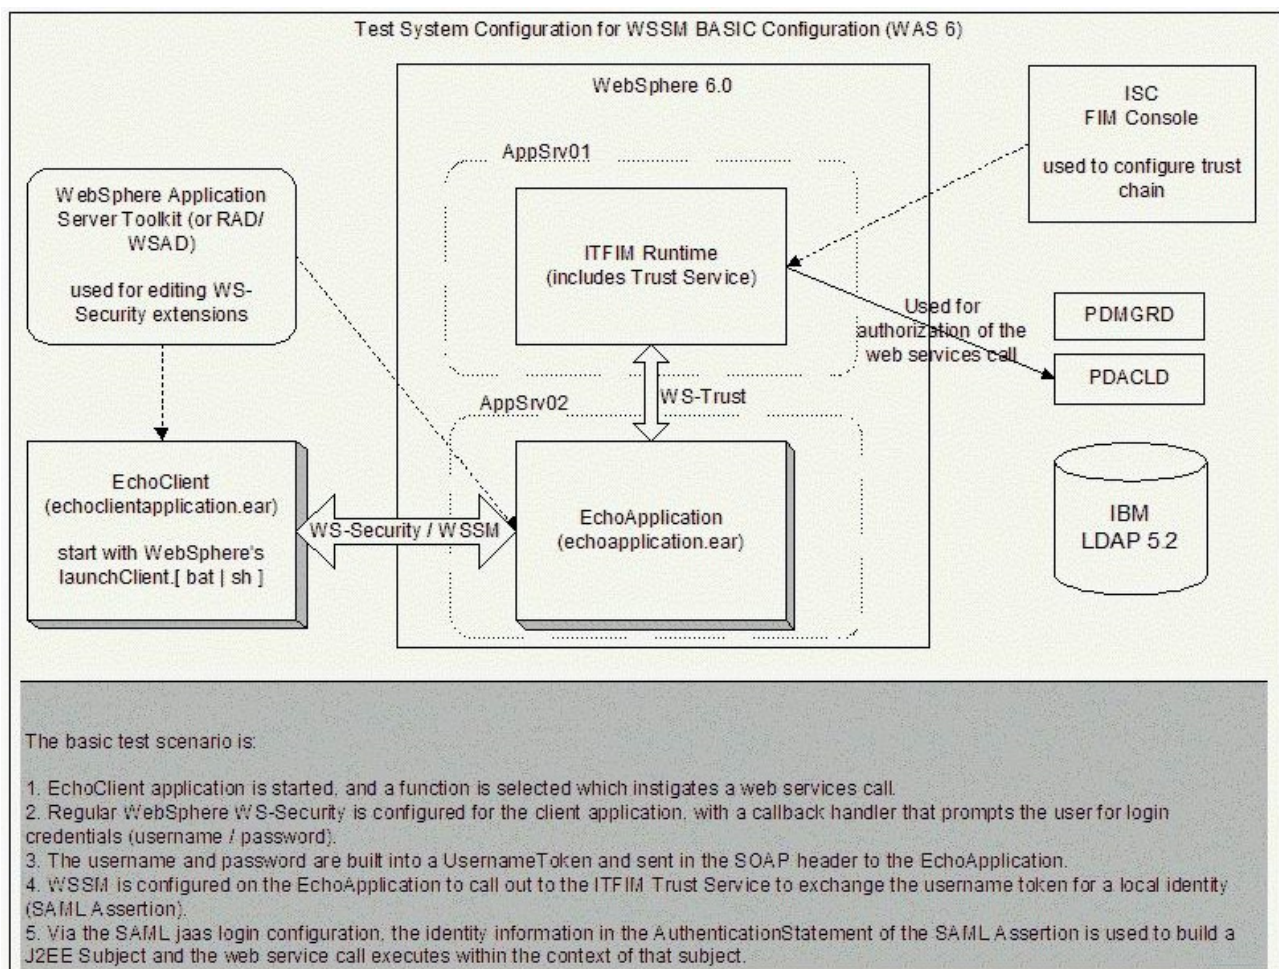 Test System Configuration for WSSM BASIC Configuration (WAS 6)
WebSphere 6.0
ISC
FIM Console
used to configure trust
chain
AppSrv01
WebSphere Application
Server Toolkit (or RAD/
WSAD)
used for editing WS-
Security extensions
ITFIM Runtime
(includes Trust Service)
Used for
authorization of the
web services call
PDMGRD
PDACLD
WS-Trust
AppSrv02
EchoClient
(echoclientapplication.ear)
start with WebSphere's
launchClient.[ bat | sh ]
WS-Security / WSSM
EchoApplication
(echoapplication.ear)
IBM
LDAP 5.2
The basic test scenario is:
1. EchoClient application is started, and a function is selected which instigates a web services call.
2. Regular WebSphere WS-Security is configured for the client application, with a callback handler that prompts the user for login
credentials (username / password).
3. The username and password are built into a UsernameToken and sent in the SOAP header to the EchoApplication.
4. WSSM is configured on the EchoApplication to call out to the ITFIM Trust Service to exchange the username token for a local identity
(SAML Assertion).
5. Via the SAML jaas login configuration, the identity information in the AuthenticationStatement of the SAML Assertion is used to build a
J2EE Subject and the web service call executes within the context of that subject.